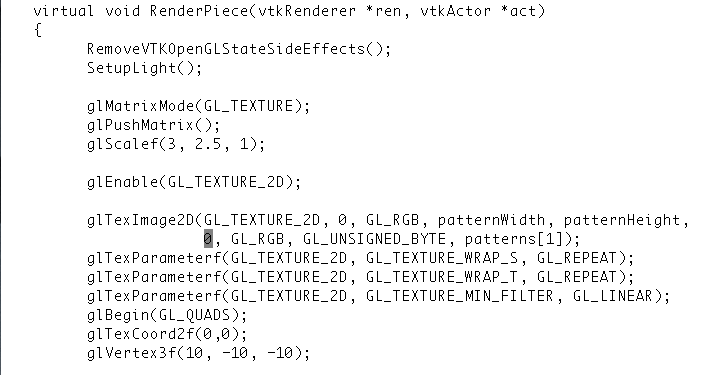 virtual void RenderPiece(vtkRenderer *ren, vtkActor *act)
{
RemoveVTKOpenGLStateSideEffects();
SetupLight();
glMatrixMode(GL_TEXTURE);
glPushMatrix();
glScalef(3, 2.5, 1);
glEnable(GL_TEXTURE_2D);
glTexImage2D(GL_TEXTURE_2D, 0, GL_RGB, patternWidth, patternHeight,
0, GL_RGB, GL_UNSIGNED_BYTE, patterns[1]);
glTexParameterf(GL_TEXTURE_2D, GL_TEXTURE_WRAP_S, GL_REPEAT);
glTexParameterf(GL_TEXTURE_2D, GL_TEXTURE_WRAP_T, GL_REPEAT);
glTexParameterf(GL_TEXTURE_2D, GL_TEXTURE_MIN_FILTER, GL_LINEAR);
glBegin(GL_QUADS);
glTexCoord2f(0,0);
glVertex3f(10, -10, -10);